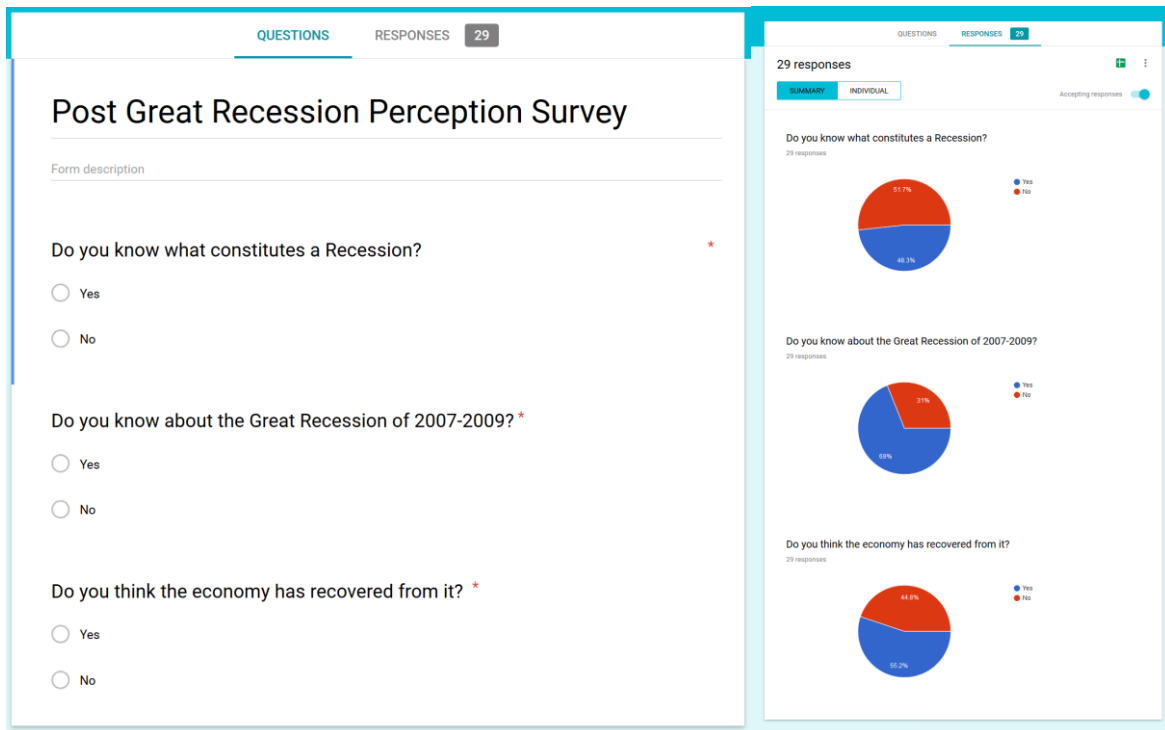 QUESTIONS RESPONSES 29
Post Great Recession Perception Survey
Form description
Do you know what constitutes a Recession? *
Yes
No
Do you know about the Great Recession of 2007-2009? *
Yes
No
Do you think the economy has recovered from it? *
Yes
No
QUESTIONS RESPONSES 29
29 responses
SUMMARY INDIVIDUAL
Accepting responses
Do you know what constitutes a Recession?
29 responses
51.7%
48.3%
Yes
No
Do you know about the Great Recession of 2007-2009?
29 responses
31%
69%
Yes
No
Do you think the economy has recovered from it?
29 responses
44.8%
55.2%
Yes
No